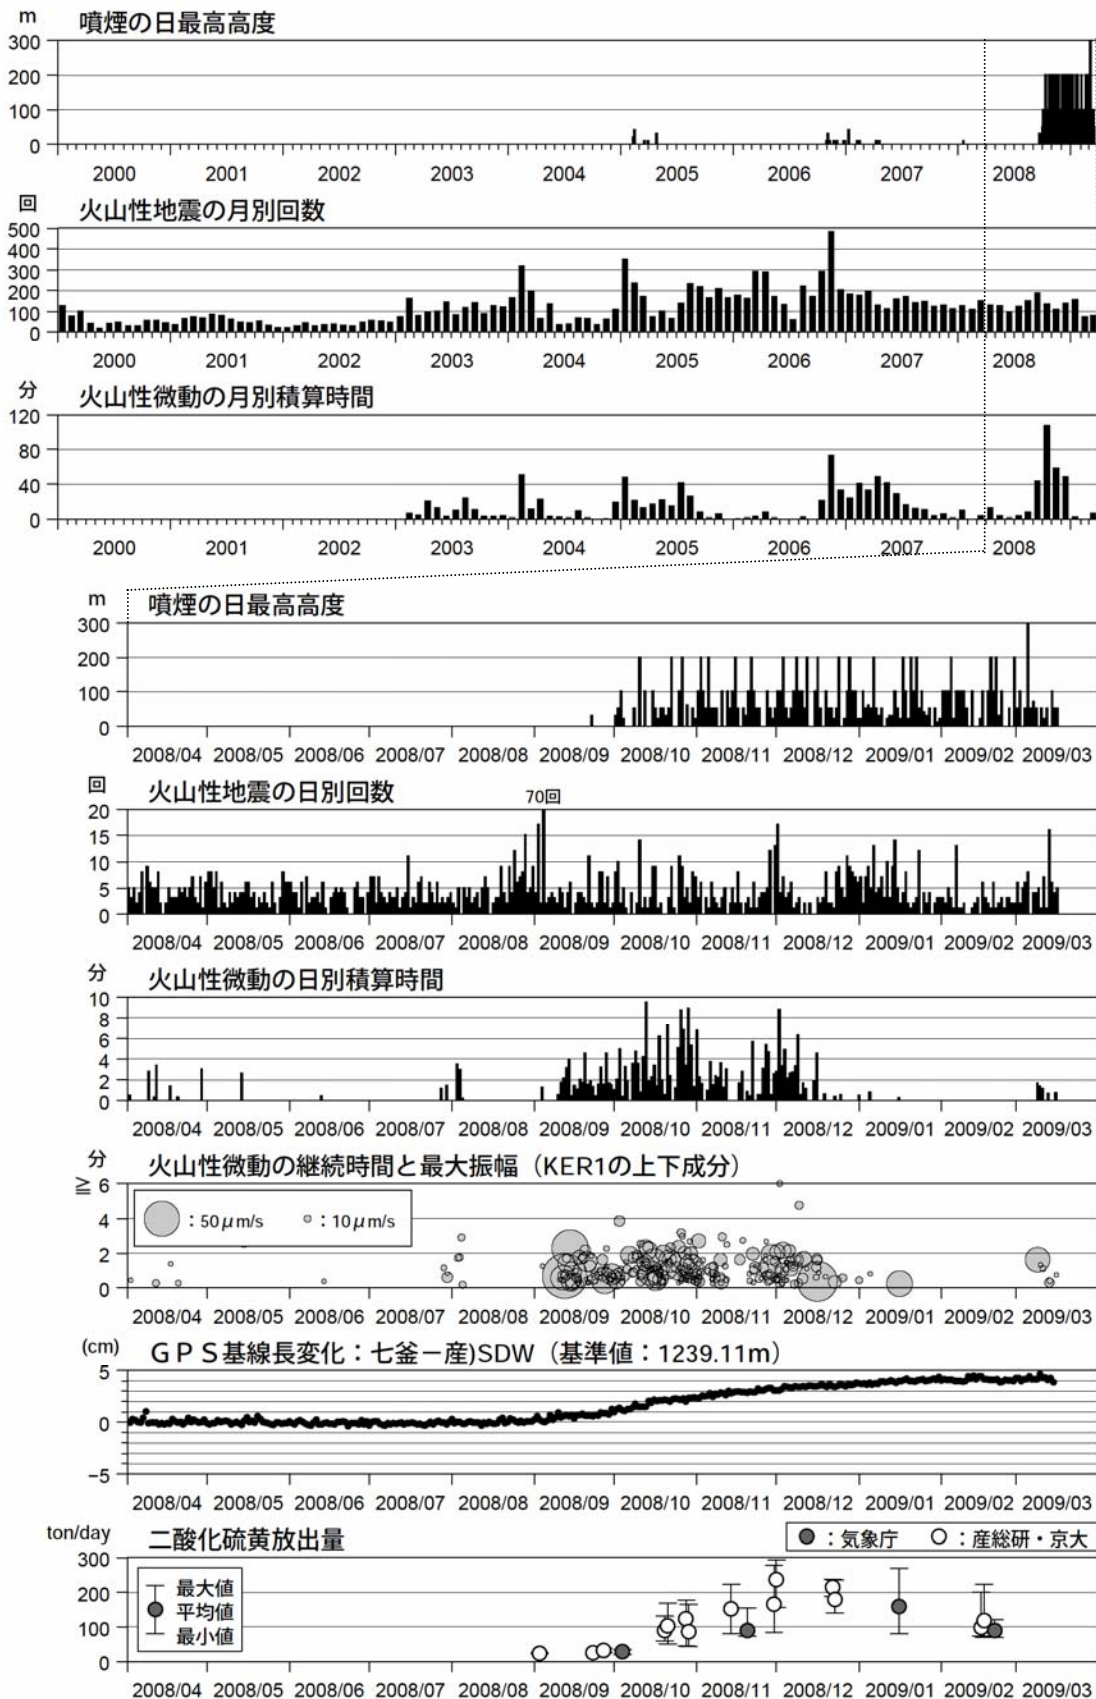 m 噴煙の日最高高度
300
200
100
0
2000 2001 2002 2003 2004 2005 2006 2007 2008
回 火山性地震の月別回数
500
400
300
200
100
0
2000 2001 2002 2003 2004 2005 2006 2007 2008
分 火山性微動の月別積算時間
120
80
40
0
2000 2001 2002 2003 2004 2005 2006 2007 2008
m 噴煙の日最高高度
300
200
100
0
2008/04 2008/05 2008/06 2008/07 2008/08 2008/09 2008/10 2008/11 2008/12 2009/01 2009/02 2009/03
回 火山性地震の日別回数 70回
20
15
10
5
0
2008/04 2008/05 2008/06 2008/07 2008/08 2008/09 2008/10 2008/11 2008/12 2009/01 2009/02 2009/03
分 火山性微動の日別積算時間
10
8
6
4
2
0
2008/04 2008/05 2008/06 2008/07 2008/08 2008/09 2008/10 2008/11 2008/12 2009/01 2009/02 2009/03
分 火山性微動の継続時間と最大振幅（KER1の上下成分）
≧ 6
：50μm/s ：10μm/s
4
2
0
2008/04 2008/05 2008/06 2008/07 2008/08 2008/09 2008/10 2008/11 2008/12 2009/01 2009/02 2009/03
(cm) ＧＰＳ基線長変化：七釜－産)SDW（基準値：1239.11m）
5
0
−5
2008/04 2008/05 2008/06 2008/07 2008/08 2008/09 2008/10 2008/11 2008/12 2009/01 2009/02 2009/03
ton/day 二酸化硫黄放出量 ：気象庁 ：産総研・京大
300
最大値
200
平均値
100
最小値
0
2008/04 2008/05 2008/06 2008/07 2008/08 2008/09 2008/10 2008/11 2008/12 2009/01 2009/02 2009/03